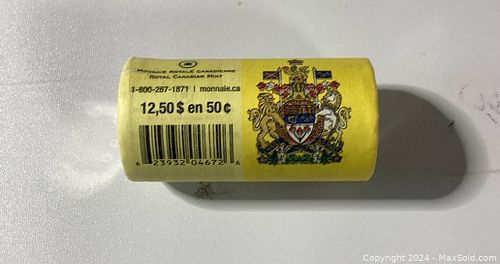 MONNAIE ROYALE CANADIENNE
ROYAL CANADIAN MINT
1-800-267-1871 | monnaie.ca
12,50 $ en 50 ¢
6 23932 04672 6
Copyright 2024 - MaxSold.com